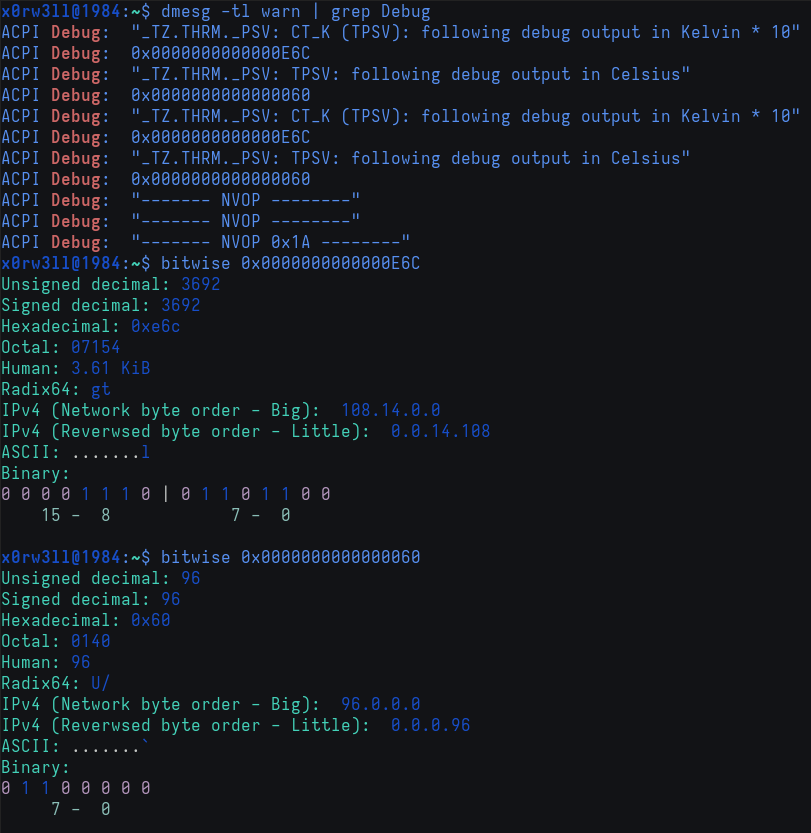 x0rw3ll@1984:~$ dmesg -tl warn | grep Debug
ACPI Debug:  "_TZ.THRM._PSV: CT_K (TPSV): following debug output in Kelvin * 10"
ACPI Debug:  0x0000000000000E6C
ACPI Debug:  "_TZ.THRM._PSV: TPSV: following debug output in Celsius"
ACPI Debug:  0x0000000000000060
ACPI Debug:  "_TZ.THRM._PSV: CT_K (TPSV): following debug output in Kelvin * 10"
ACPI Debug:  0x0000000000000E6C
ACPI Debug:  "_TZ.THRM._PSV: TPSV: following debug output in Celsius"
ACPI Debug:  0x0000000000000060
ACPI Debug:  "------- NVOP --------"
ACPI Debug:  "------- NVOP --------"
ACPI Debug:  "------- NVOP 0x1A --------"
x0rw3ll@1984:~$ bitwise 0x0000000000000E6C
Unsigned decimal: 3692
Signed decimal: 3692
Hexadecimal: 0xe6c
Octal: 07154
Human: 3.61 KiB
Radix64: gt
IPv4 (Network byte order - Big):  108.14.0.0
IPv4 (Reverwsed byte order - Little):  0.0.14.108
ASCII: .......l
Binary:
0 0 0 0 1 1 1 0 | 0 1 1 0 1 1 0 0
    15 -  8            7 -  0
x0rw3ll@1984:~$ bitwise 0x0000000000000060
Unsigned decimal: 96
Signed decimal: 96
Hexadecimal: 0x60
Octal: 0140
Human: 96
Radix64: U/
IPv4 (Network byte order - Big):  96.0.0.0
IPv4 (Reverwsed byte order - Little):  0.0.0.96
ASCII: .......`
Binary:
0 1 1 0 0 0 0 0
     7 -  0